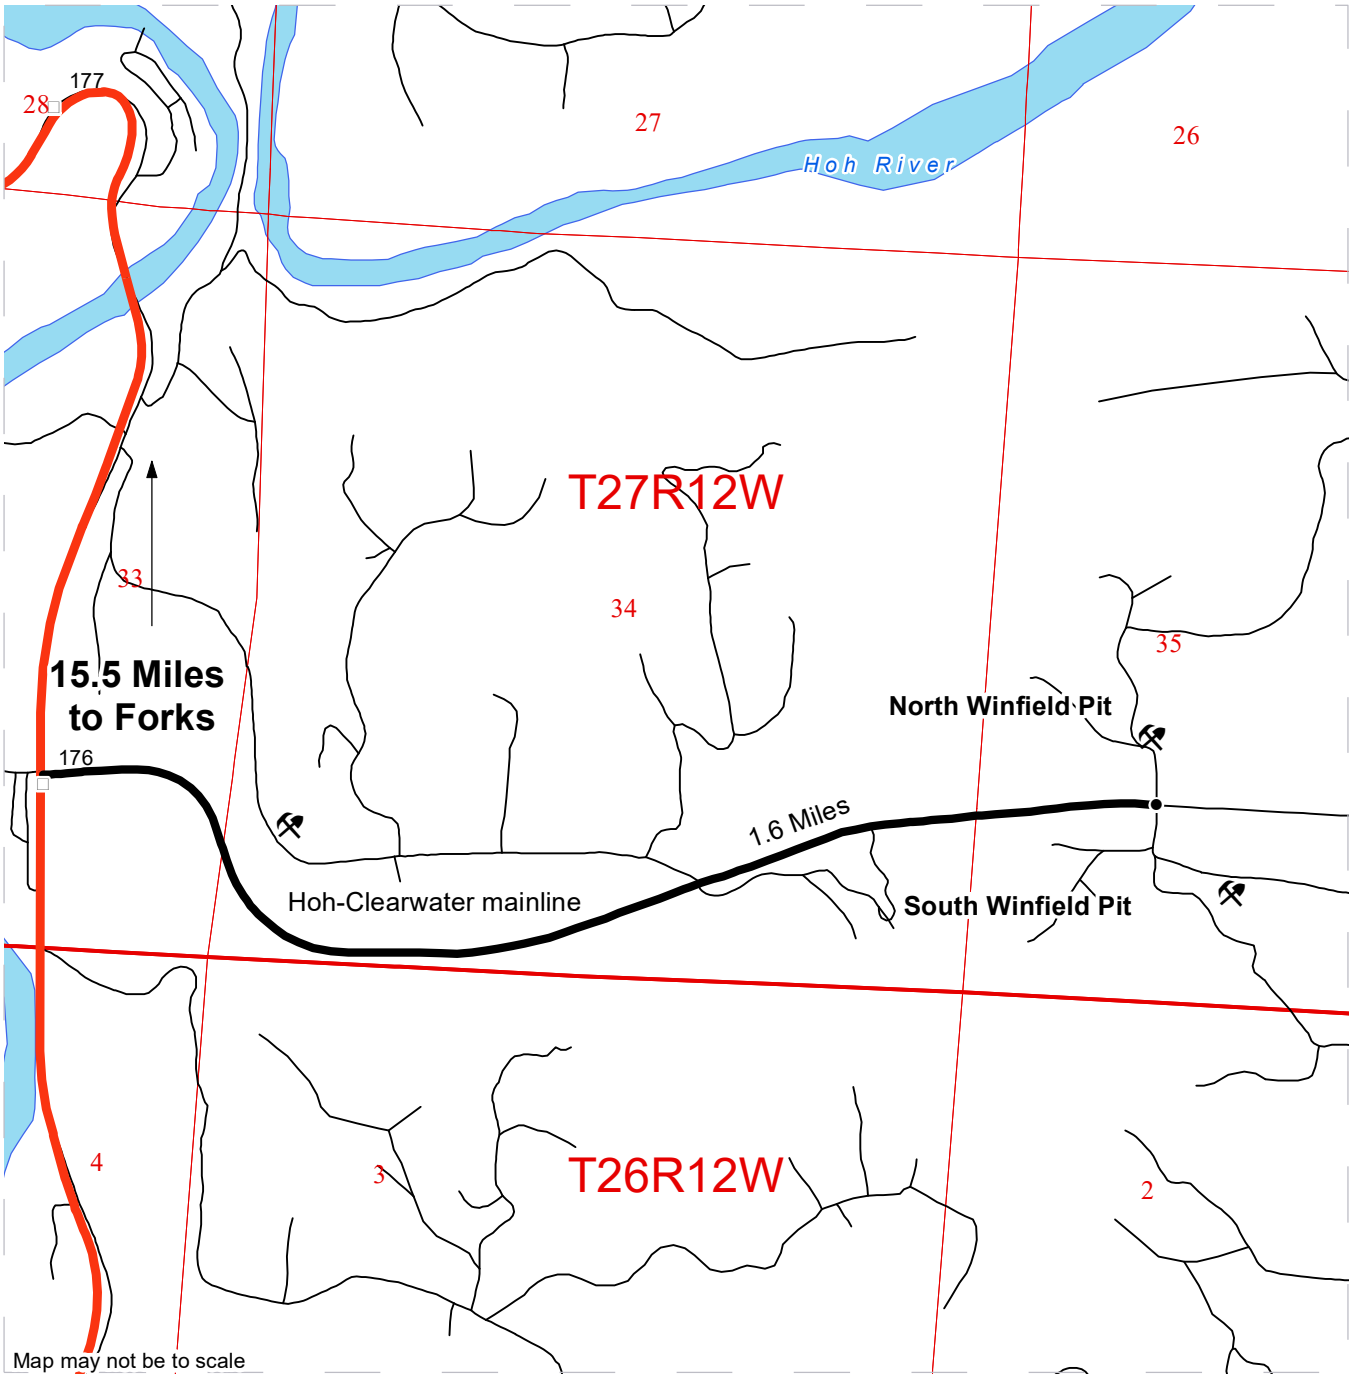 177
28
27
26
Hoh River
T27R12W
33
34
35
15.5 Miles
to Forks
North Winfield Pit
176
1.6 Miles
Hoh-Clearwater mainline
South Winfield Pit
4
3
T26R12W
2
Map may not be to scale